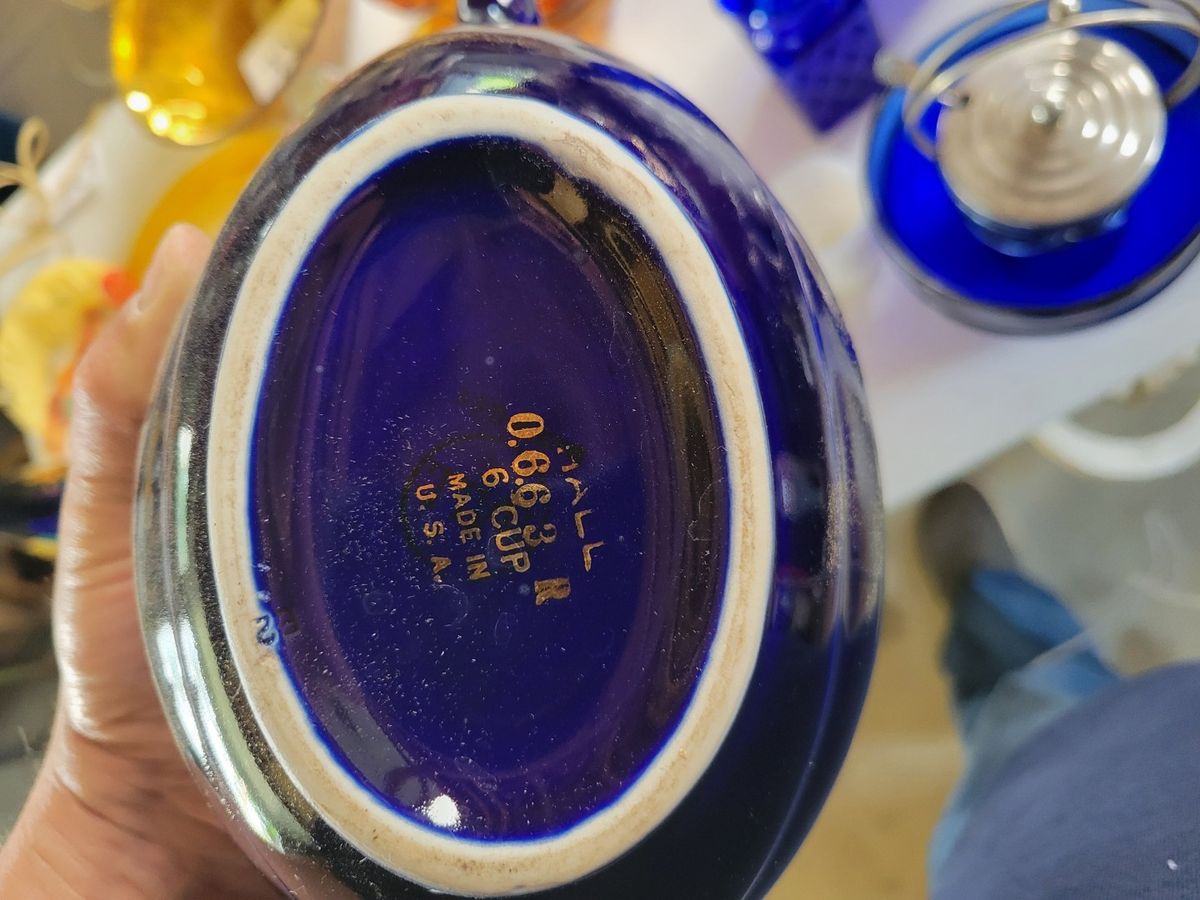 HALL
0.663 R
6 CUP
MADE IN
U. S. A.